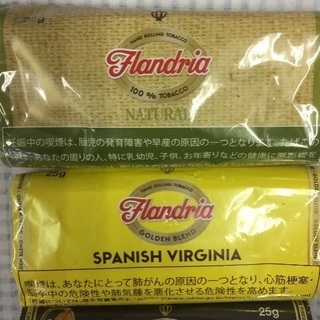 25g
HAND ROLLING TOBACCO
Flandria
100 % TOBACCO
NATURAL
妊娠中の喫煙は、胎児の発育障害や早産の原因の一つとなります。たばこの
あなたの周りの人、特に乳幼児、子供、お年寄りなどの健康に悪影響を
25g
HAND ROLLING TOBACCO
Flandria
GOLDEN BLEND
SPANISH VIRGINIA
喫煙は、あなたにとって肺がんの原因の一つとなり、心筋梗塞・
脳卒中の危険性や肺気腫を悪化させる危険性を高めます。
25g